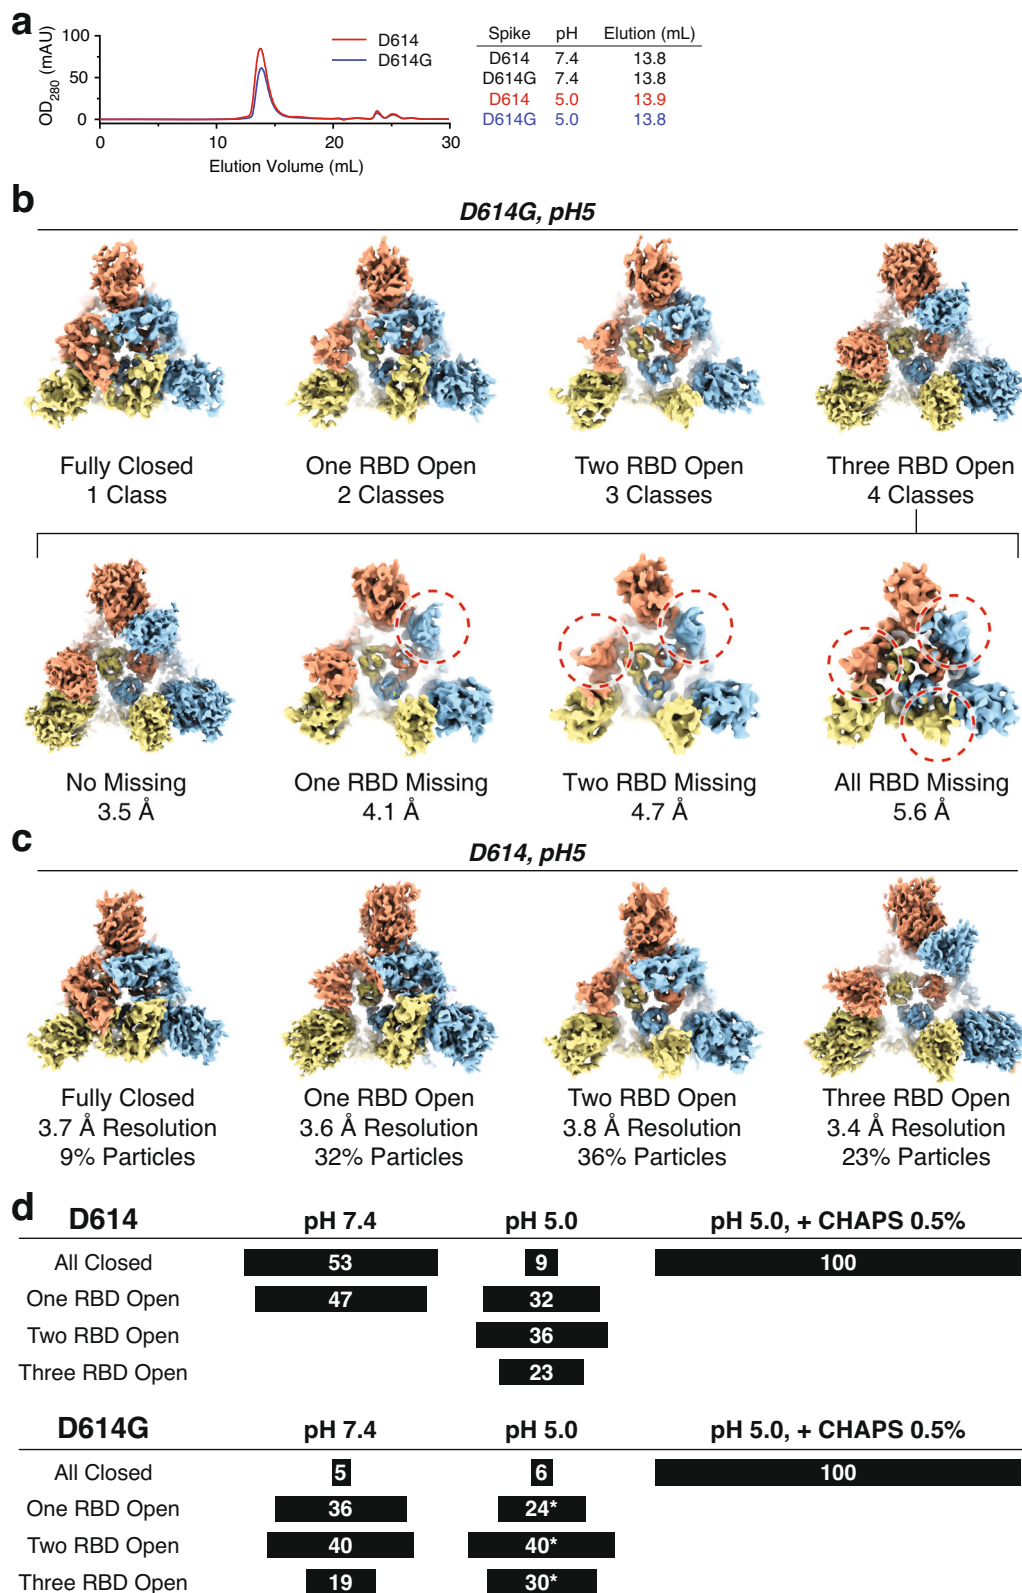 a
100
50
0
OD280 (mAU)
0 10 20 30
Elution Volume (mL)
D614
D614G
Spike pH Elution (mL)
D614 7.4 13.8
D614G 7.4 13.8
D614 5.0 13.9
D614G 5.0 13.8
b
D614G, pH5
Fully Closed
1 Class
One RBD Open
2 Classes
Two RBD Open
3 Classes
Three RBD Open
4 Classes
No Missing
3.5 Å
One RBD Missing
4.1 Å
Two RBD Missing
4.7 Å
All RBD Missing
5.6 Å
c
D614, pH5
Fully Closed
3.7 Å Resolution
9% Particles
One RBD Open
3.6 Å Resolution
32% Particles
Two RBD Open
3.8 Å Resolution
36% Particles
Three RBD Open
3.4 Å Resolution
23% Particles
d
D614 pH 7.4 pH 5.0 pH 5.0, + CHAPS 0.5%
All Closed 53 9 100
One RBD Open 47 32
Two RBD Open 36
Three RBD Open 23
D614G pH 7.4 pH 5.0 pH 5.0, + CHAPS 0.5%
All Closed 5 6 100
One RBD Open 36 24*
Two RBD Open 40 40*
Three RBD Open 19 30*